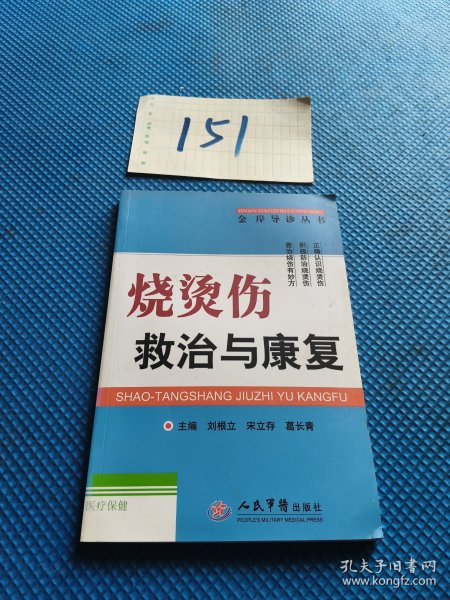 151
JINAN DAOZHEN CONGSHU
金岸导诊丛书
正确认识烧烫伤
积极防治烧烫伤
救治烧伤有妙方
烧烫伤
救治与康复
SHAO-TANGSHANG JIUZHI YU KANGFU
主编 刘根立 宋立存 葛长青
医疗保健
人民军医出版社
PEOPLE'S MILITARY MEDICAL PRESS
孔夫子旧书网
www.kongfz.com